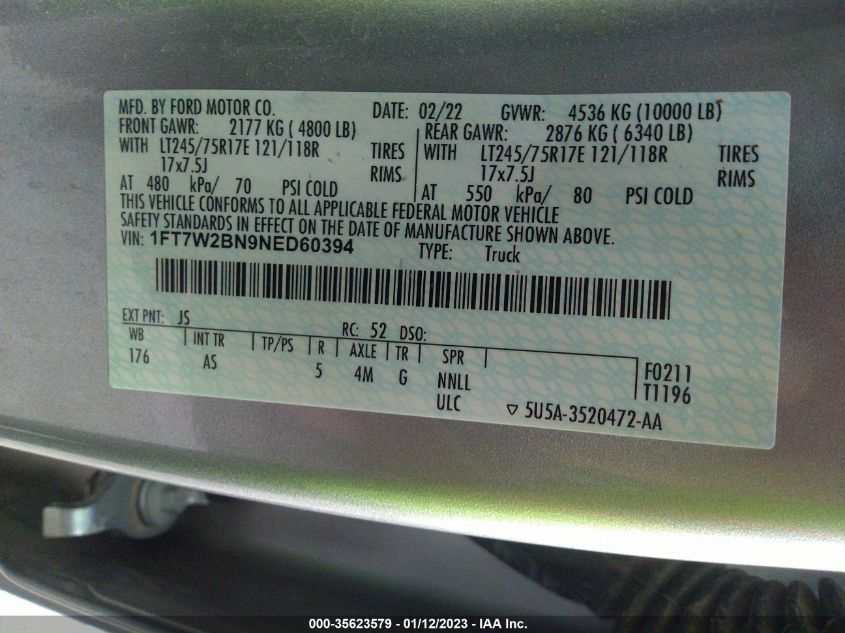 MFD. BY FORD MOTOR CO. DATE: 02/22 GVWR: 4536 KG (10000 LB)
FRONT GAWR: 2177 KG ( 4800 LB) REAR GAWR: 2876 KG ( 6340 LB)
WITH LT245/75R17E 121/118R TIRES WITH LT245/75R17E 121/118R TIRES
17x7.5J RIMS 17x7.5J RIMS
AT 480 kPa/ 70 PSI COLD AT 550 kPa/ 80 PSI COLD
THIS VEHICLE CONFORMS TO ALL APPLICABLE FEDERAL MOTOR VEHICLE
SAFETY STANDARDS IN EFFECT ON THE DATE OF MANUFACTURE SHOWN ABOVE.
VIN: 1FT7W2BN9NED60394 TYPE: Truck
EXT PNT: JS RC: 52 DSO:
WB INT TR TP/PS R AXLE TR SPR F0211
176 AS 5 4M G NNLL T1196
ULC 5U5A-3520472-AA
000-35623579 - 01/12/2023 - IAA Inc.